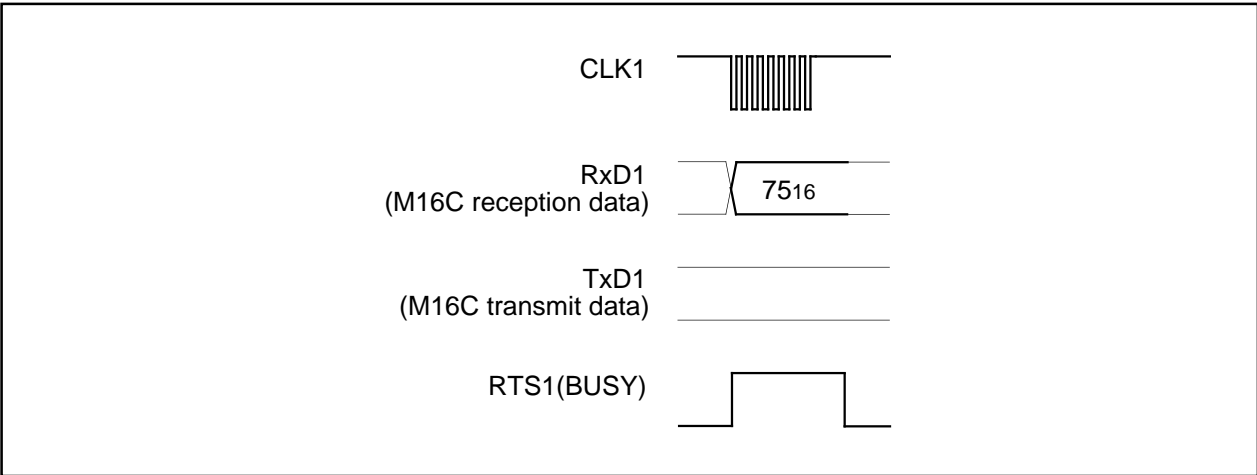 CLK1
RxD1
(M16C reception data)
7516
TxD1
(M16C transmit data)
RTS1(BUSY)